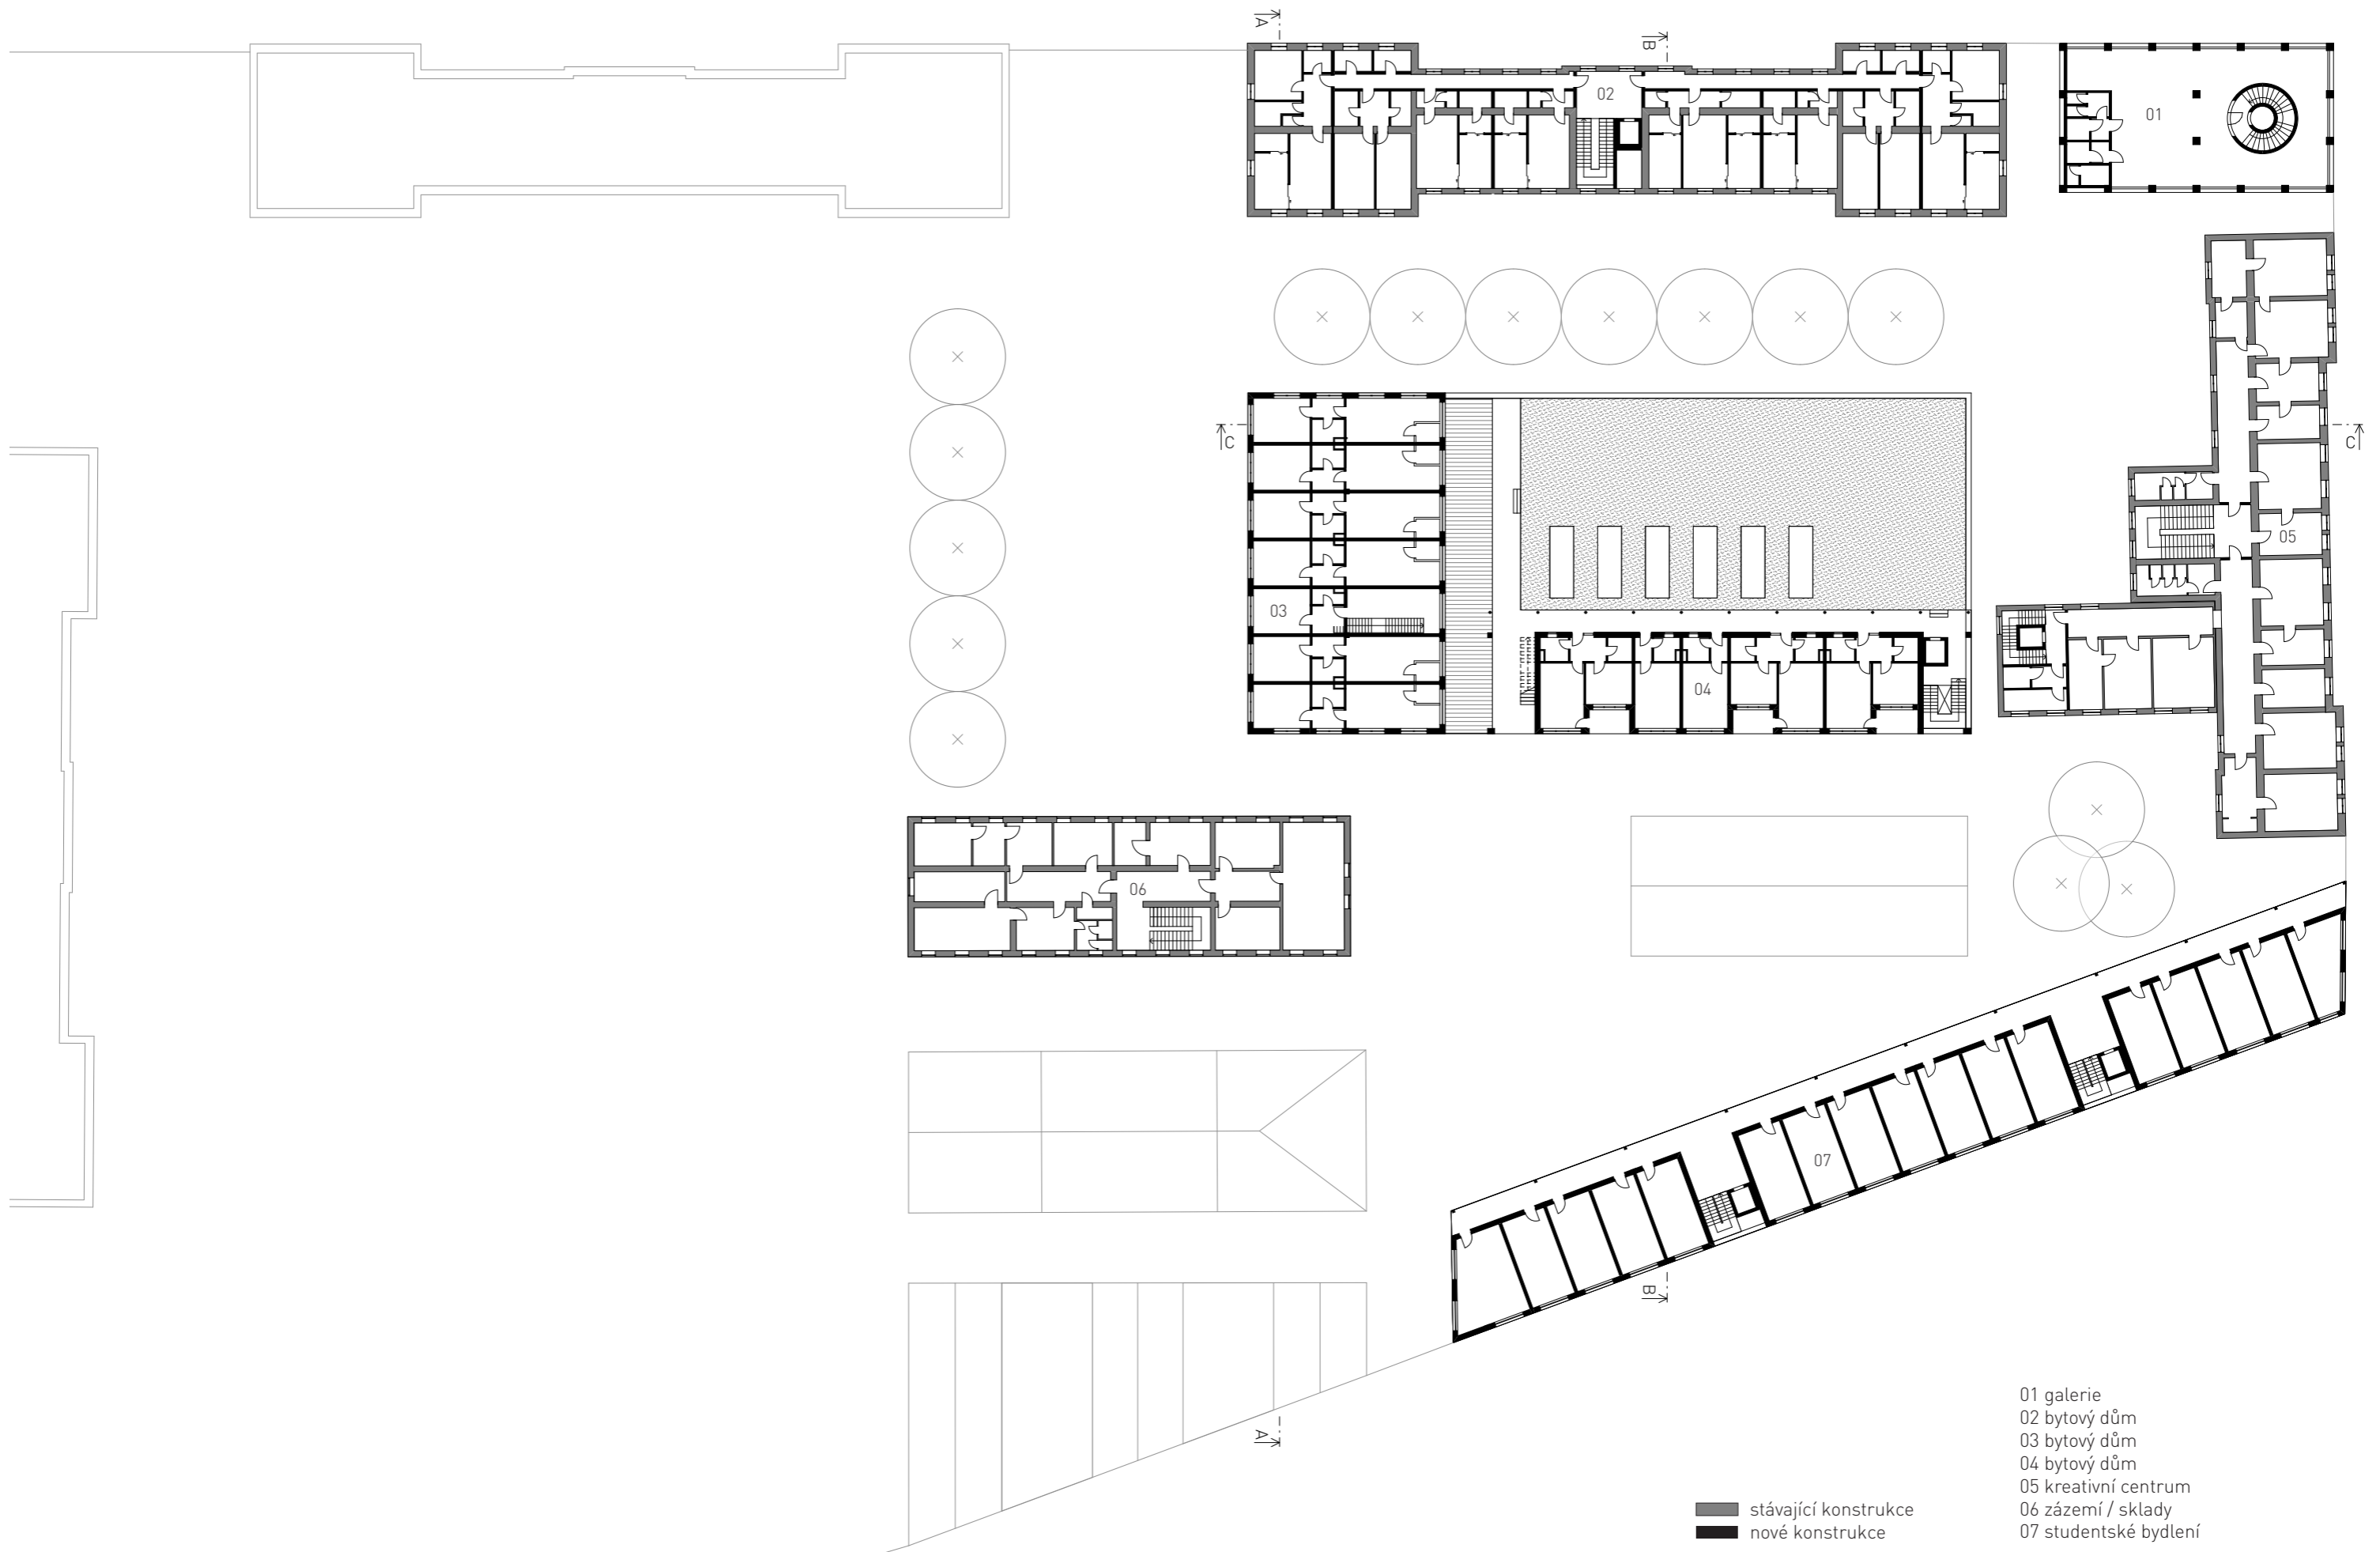 A
B
02
01
C
C
05
03
04
06
07
B
A
01 galerie
02 bytový dům
03 bytový dům
04 bytový dům
05 kreativní centrum
06 zázemí / sklady
07 studentské bydlení
stávající konstrukce
nové konstrukce